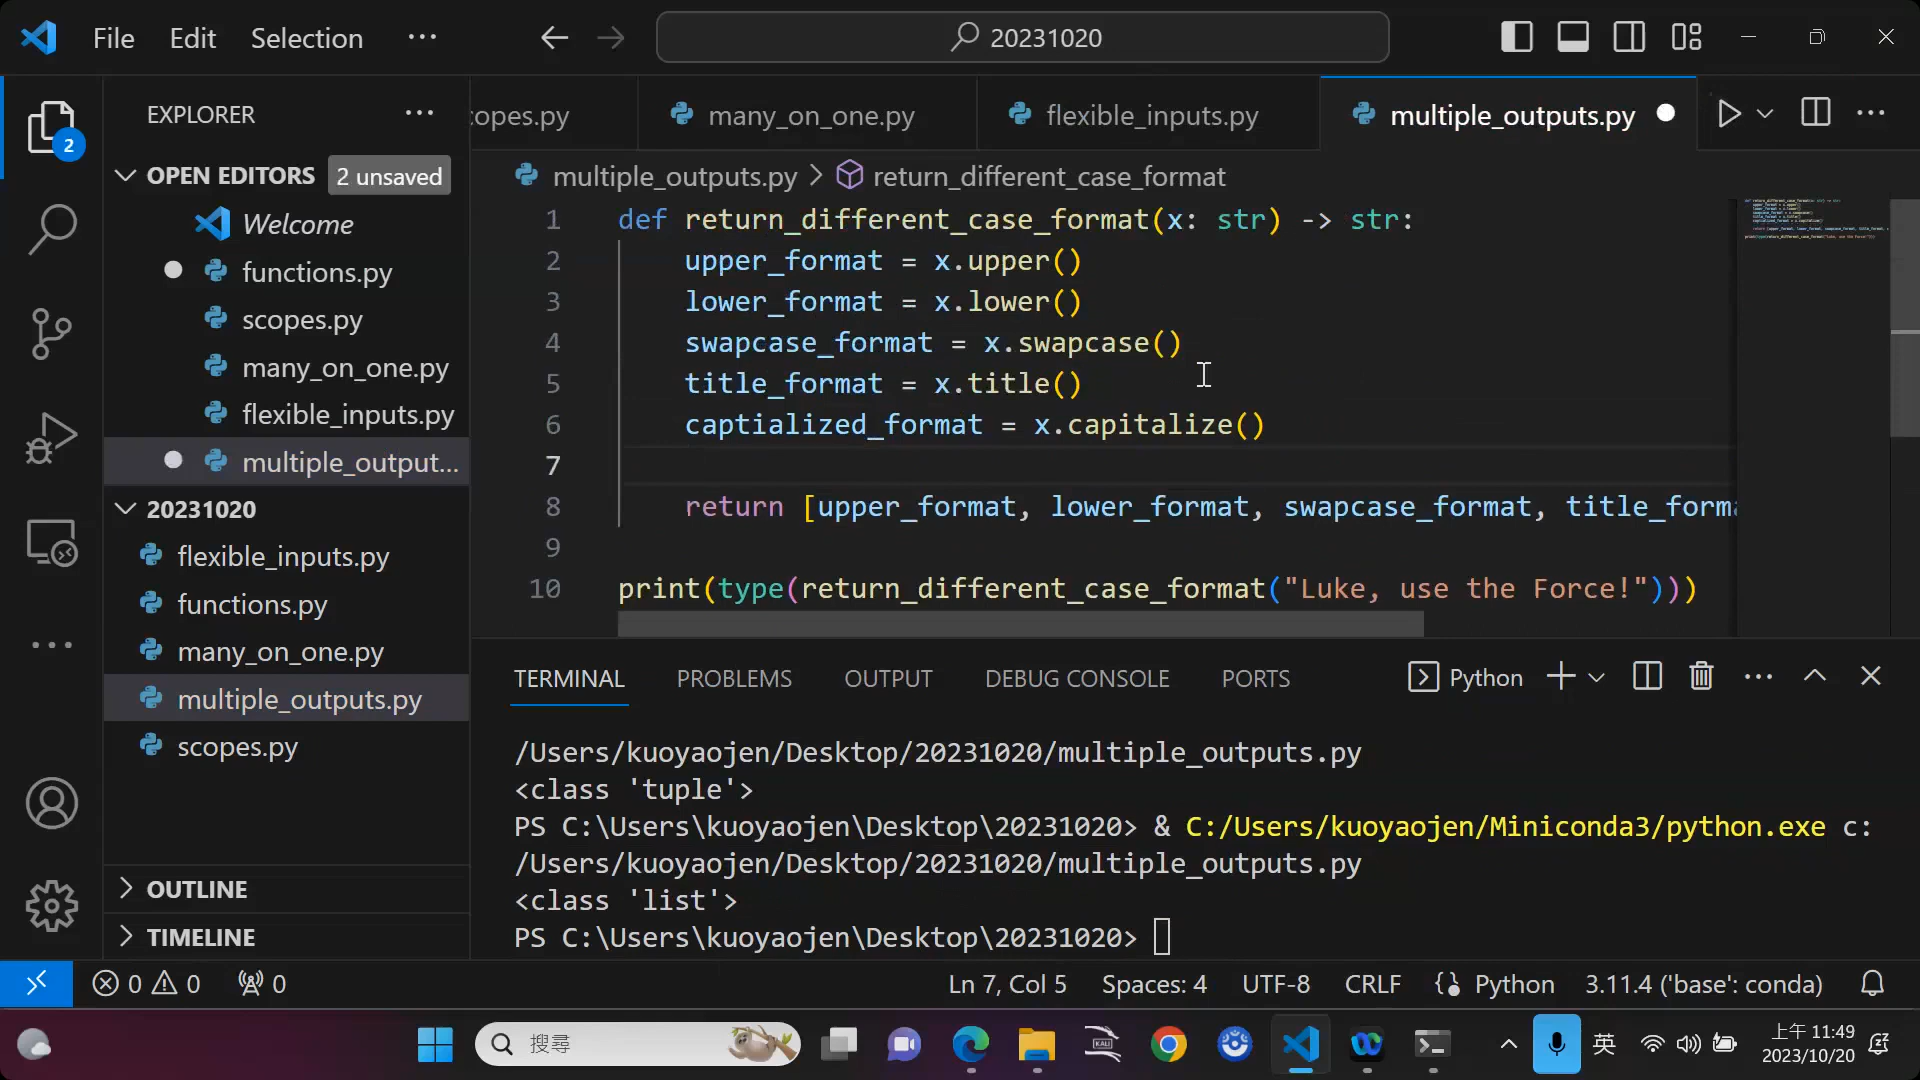 File Edit Selection ··· 20231020
EXPLORER ···
OPEN EDITORS 2 unsaved
Welcome
functions.py
scopes.py
many_on_one.py
flexible_inputs.py
multiple_output...
20231020
flexible_inputs.py
functions.py
many_on_one.py
multiple_outputs.py
scopes.py
OUTLINE
TIMELINE
2
copes.py many_on_one.py flexible_inputs.py multiple_outputs.py
multiple_outputs.py > return_different_case_format
1 def return_different_case_format(x: str) -> str:
2 upper_format = x.upper()
3 lower_format = x.lower()
4 swapcase_format = x.swapcase()
5 title_format = x.title()
6 captialized_format = x.capitalize()
7
8 return [upper_format, lower_format, swapcase_format, title_forma
9
10 print(type(return_different_case_format("Luke, use the Force!")))
TERMINAL PROBLEMS OUTPUT DEBUG CONSOLE PORTS Python
/Users/kuoyaojen/Desktop/20231020/multiple_outputs.py
<class 'tuple'>
PS C:\Users\kuoyaojen\Desktop\20231020> & C:/Users/kuoyaojen/Miniconda3/python.exe c:
/Users/kuoyaojen/Desktop/20231020/multiple_outputs.py
<class 'list'>
PS C:\Users\kuoyaojen\Desktop\20231020>
0 0 0 Ln 7, Col 5 Spaces: 4 UTF-8 CRLF Python 3.11.4 ('base': conda)
搜尋 英 上午 11:49
2023/10/20